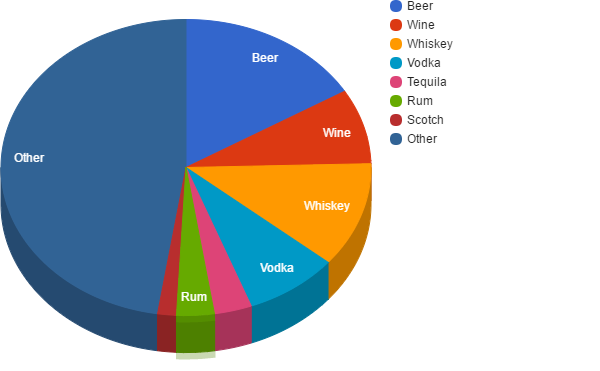 Beer
Wine
Whiskey
Vodka
Tequila
Rum
Scotch
Other
Beer
Wine
Other
Whiskey
Vodka
Rum